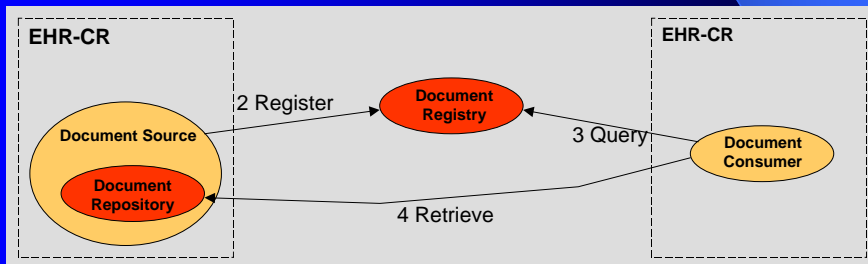 EHR-CR
EHR-CR
2 Register
Document
Registry
3 Query
Document Source
Document
Consumer
Document
Repository
4 Retrieve